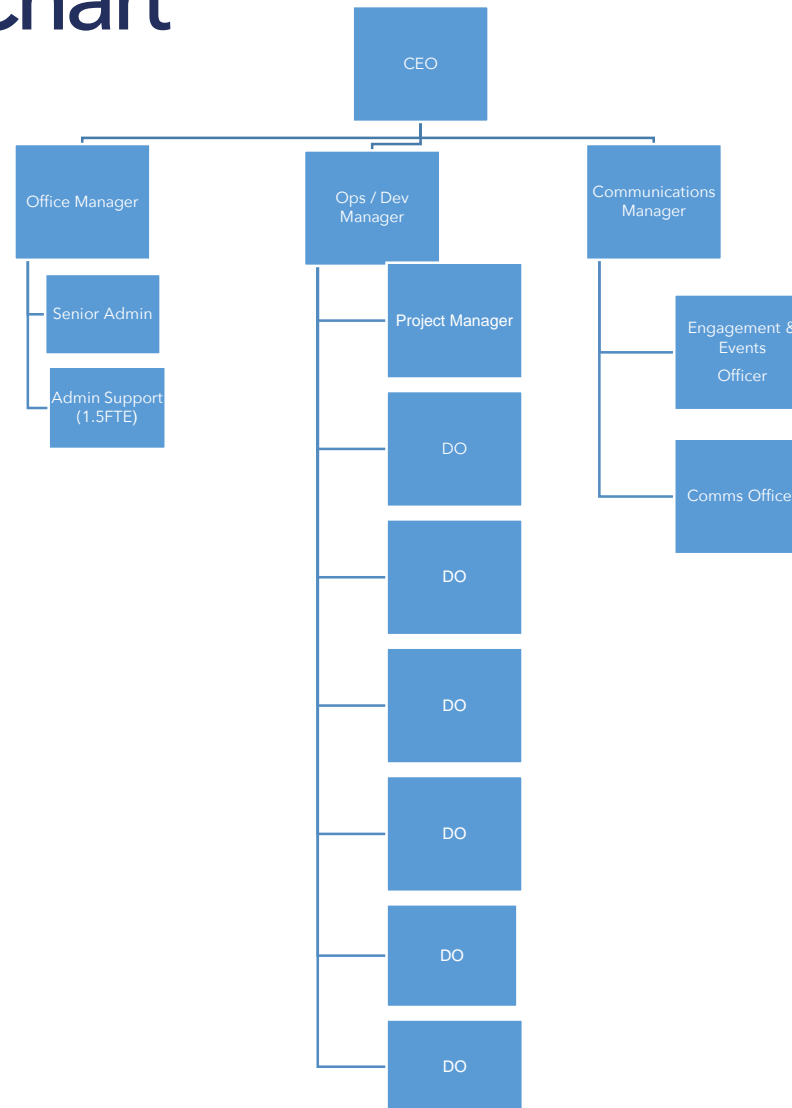 Chart
CEO
Office Manager
Ops / Dev
Manager
Communications
Manager
Senior Admin
Admin Support
(1.5FTE)
Project Manager
DO
DO
DO
DO
DO
DO
Engagement &
Events
Officer
Comms Office